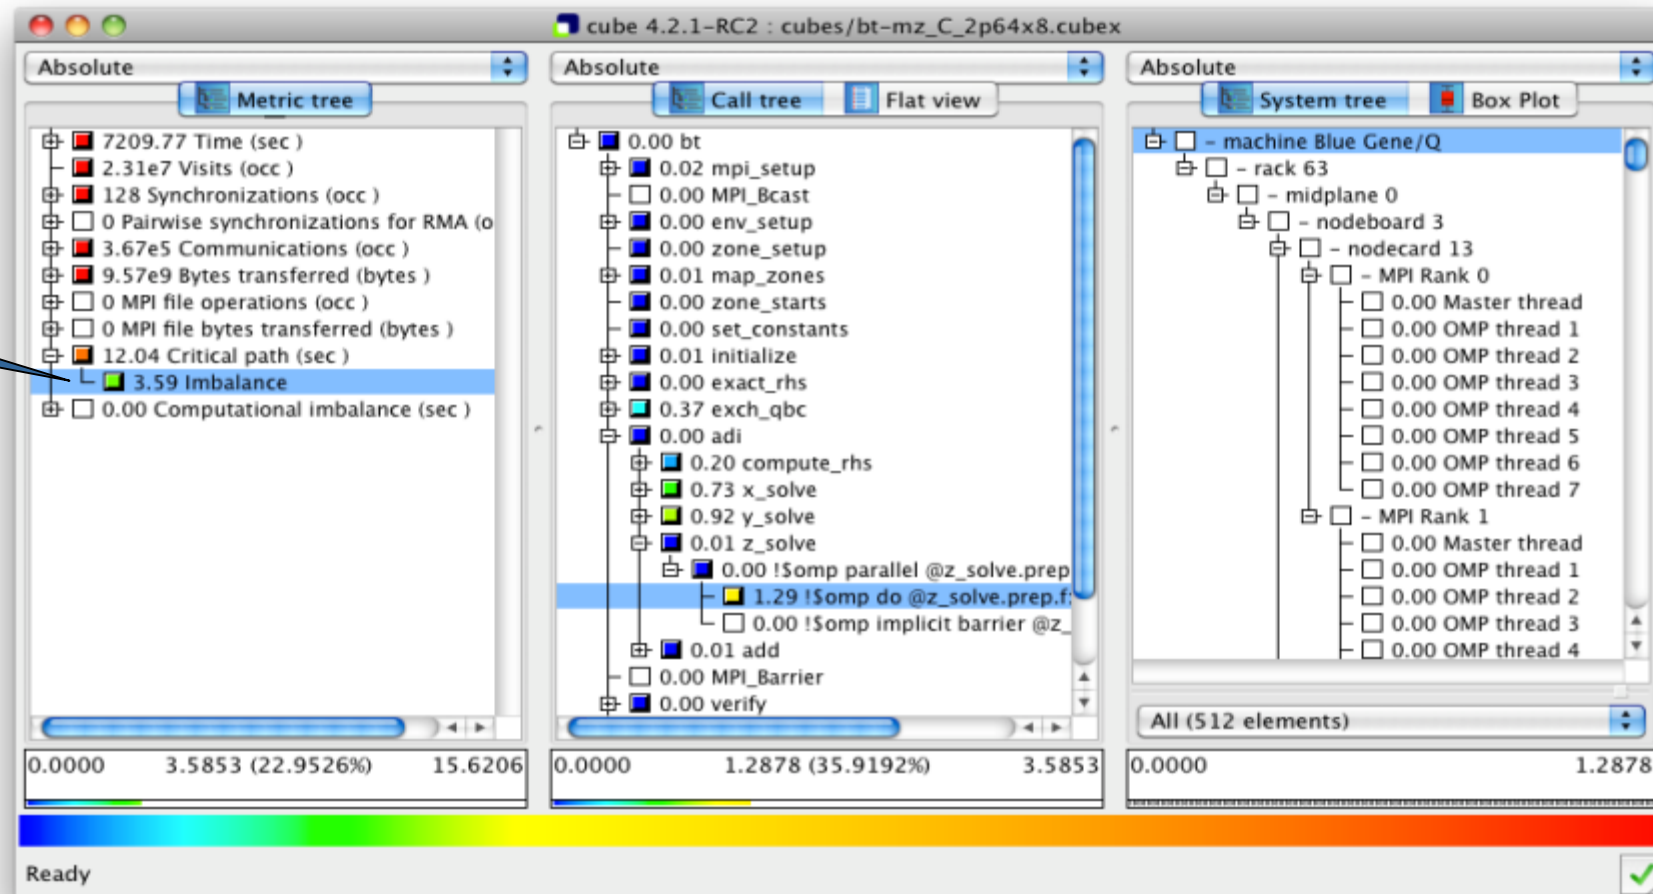 cube 4.2.1-RC2 : cubes/bt-mz_C_2p64x8.cubex
Absolute
Metric tree
7209.77 Time (sec )
2.31e7 Visits (occ )
128 Synchronizations (occ )
0 Pairwise synchronizations for RMA (o
3.67e5 Communications (occ )
9.57e9 Bytes transferred (bytes )
0 MPI file operations (occ )
0 MPI file bytes transferred (bytes )
12.04 Critical path (sec )
3.59 Imbalance
0.00 Computational imbalance (sec )
0.0000 3.5853 (22.9526%) 15.6206
Absolute
Call tree Flat view
0.00 bt
0.02 mpi_setup
0.00 MPI_Bcast
0.00 env_setup
0.00 zone_setup
0.01 map_zones
0.00 zone_starts
0.00 set_constants
0.01 initialize
0.00 exact_rhs
0.37 exch_qbc
0.00 adi
0.20 compute_rhs
0.73 x_solve
0.92 y_solve
0.01 z_solve
0.00 !$omp parallel @z_solve.prep
1.29 !$omp do @z_solve.prep.f:
0.00 !$omp implicit barrier @z_
0.01 add
0.00 MPI_Barrier
0.00 verify
0.0000 1.2878 (35.9192%) 3.5853
Absolute
System tree Box Plot
- machine Blue Gene/Q
- rack 63
- midplane 0
- nodeboard 3
- nodecard 13
- MPI Rank 0
0.00 Master thread
0.00 OMP thread 1
0.00 OMP thread 2
0.00 OMP thread 3
0.00 OMP thread 4
0.00 OMP thread 5
0.00 OMP thread 6
0.00 OMP thread 7
- MPI Rank 1
0.00 Master thread
0.00 OMP thread 1
0.00 OMP thread 2
0.00 OMP thread 3
0.00 OMP thread 4
All (512 elements)
0.0000 1.2878
Ready